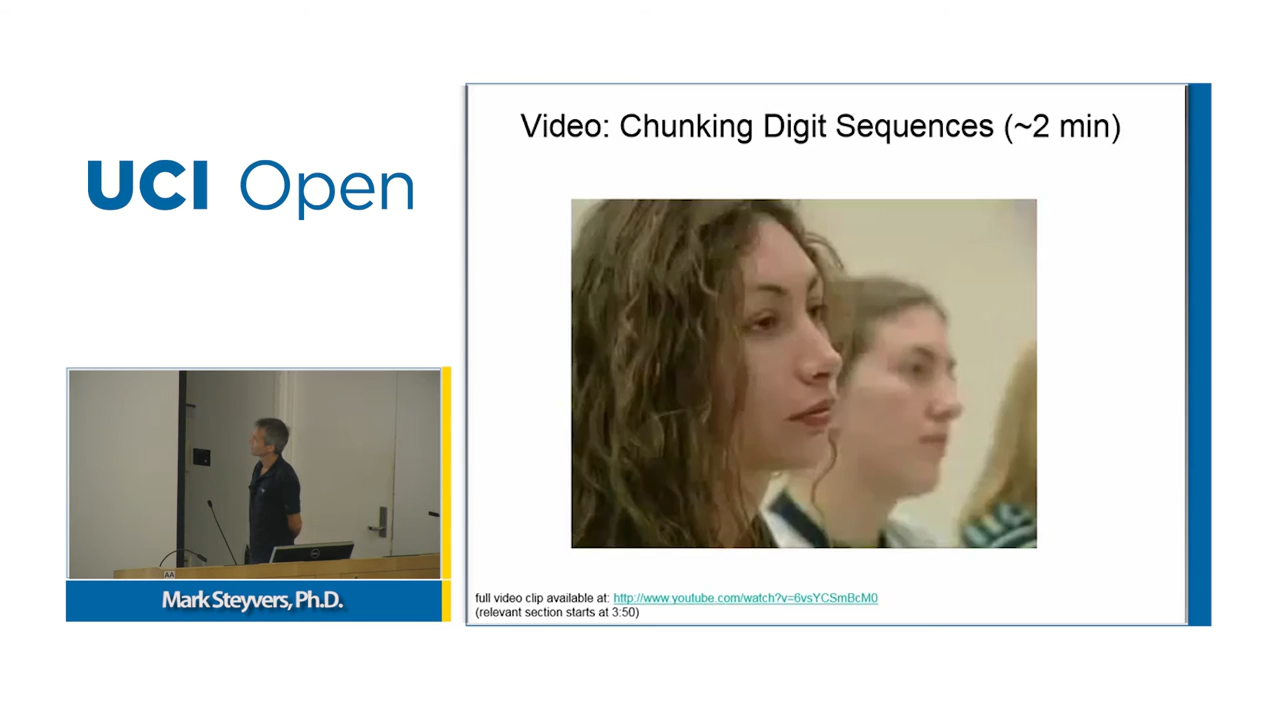 UCI Open
Video: Chunking Digit Sequences (~2 min)
AA
Mark Steyvers, Ph.D.
full video clip available at: http://www.youtube.com/watch?v=6vsYCSmBcM0
(relevant section starts at 3:50)